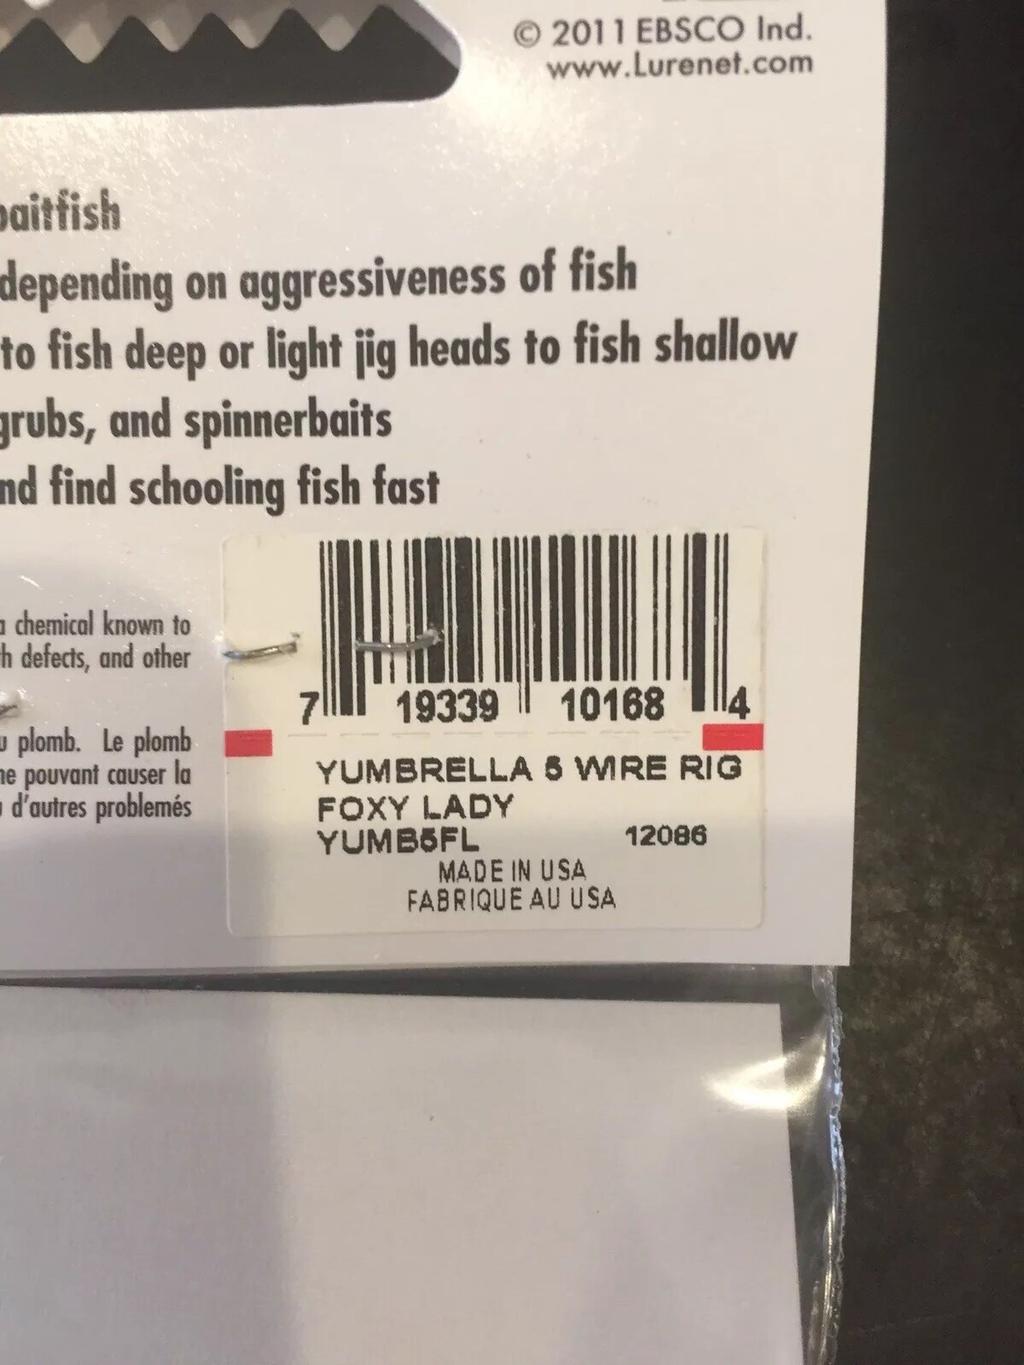 © 2011 EBSCO Ind.
www.Lurenet.com
baitfish
depending on aggressiveness of fish
to fish deep or light jig heads to fish shallow
grubs, and spinnerbaits
nd find schooling fish fast
a chemical known to
h defects, and other
u plomb. Le plomb
ne pouvant causer la
d'autres problemés
7 19339 10168 4
YUMBRELLA 5 WIRE RIG
FOXY LADY
YUMB5FL 12086
MADE IN USA
FABRIQUE AU USA